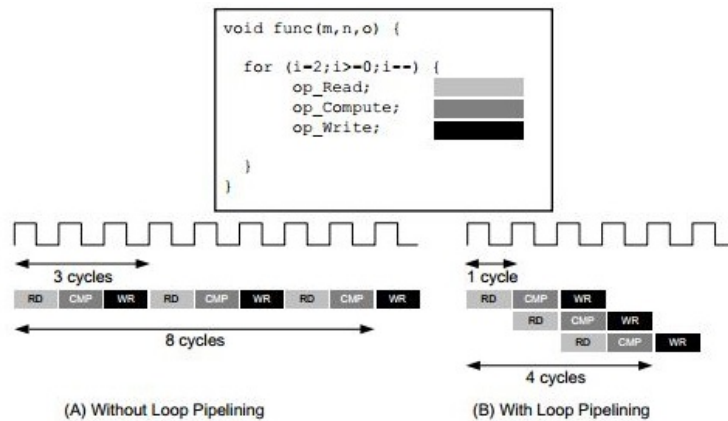 void func(m,n,o) {
for (i=2;i>=0;i--) {
op_Read;
op_Compute;
op_Write;
}
}
3 cycles
RD CMP WR RD CMP WR RD CMP WR
8 cycles
(A) Without Loop Pipelining
1 cycle
RD CMP WR
RD CMP WR
RD CMP WR
4 cycles
(B) With Loop Pipelining